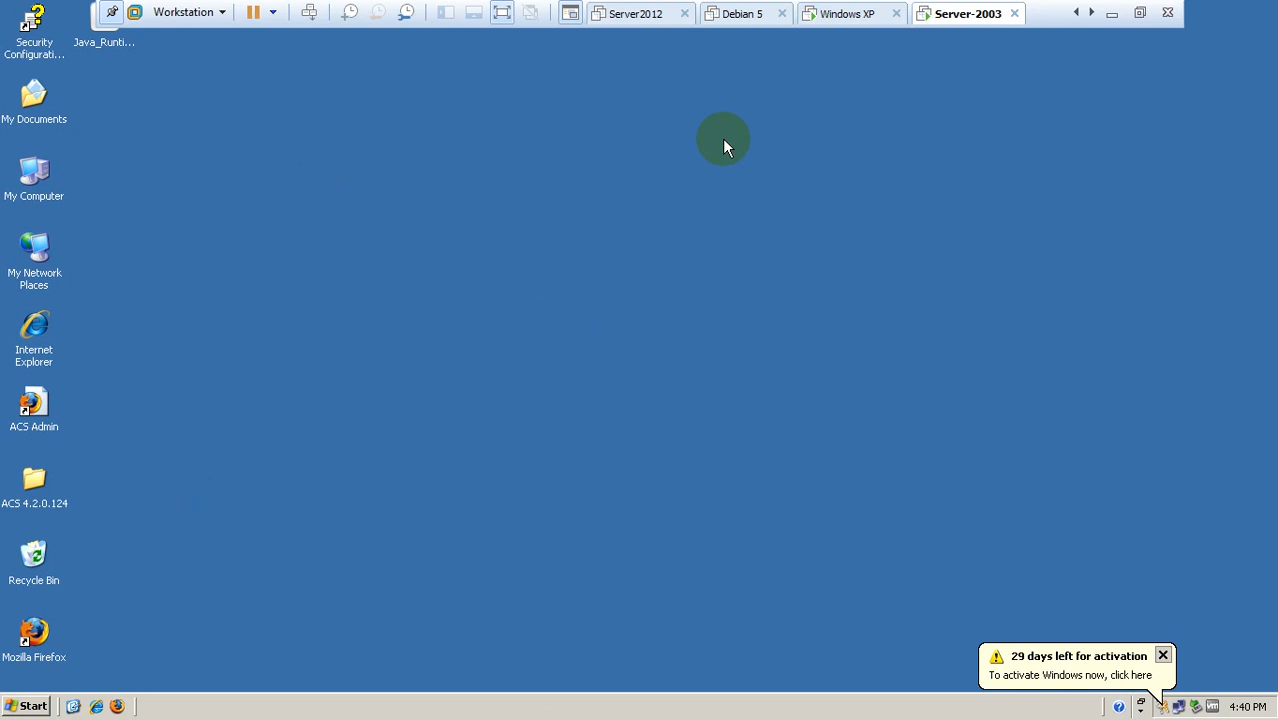 Workstation
Server2012
Debian 5
Windows XP
Server-2003
Security
Configurati...
Java_Runti...
My Documents
My Computer
My Network
Places
Internet
Explorer
ACS Admin
ACS 4.2.0.124
Recycle Bin
Mozilla Firefox
29 days left for activation
To activate Windows now, click here
Start
vm
4:40 PM